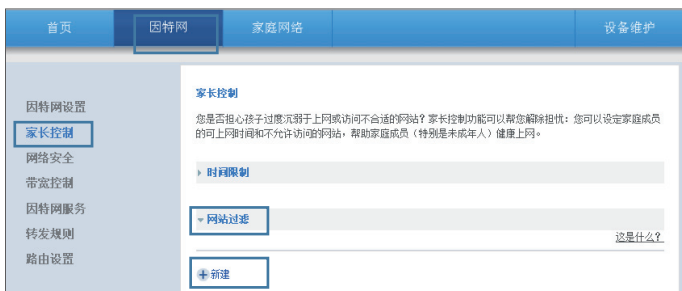 首页 因特网 家庭网络 设备维护
因特网设置
家长控制
网络安全
带宽控制
因特网服务
转发规则
路由设置
家长控制
您是否担心孩子过度沉溺于上网或访问不合适的网站？家长控制功能可以帮您解除担忧：您可以设定家庭成员
的可上网时间和不允许访问的网站，帮助家庭成员（特别是未成年人）健康上网。
时间限制
网站过滤
这是什么？
新建